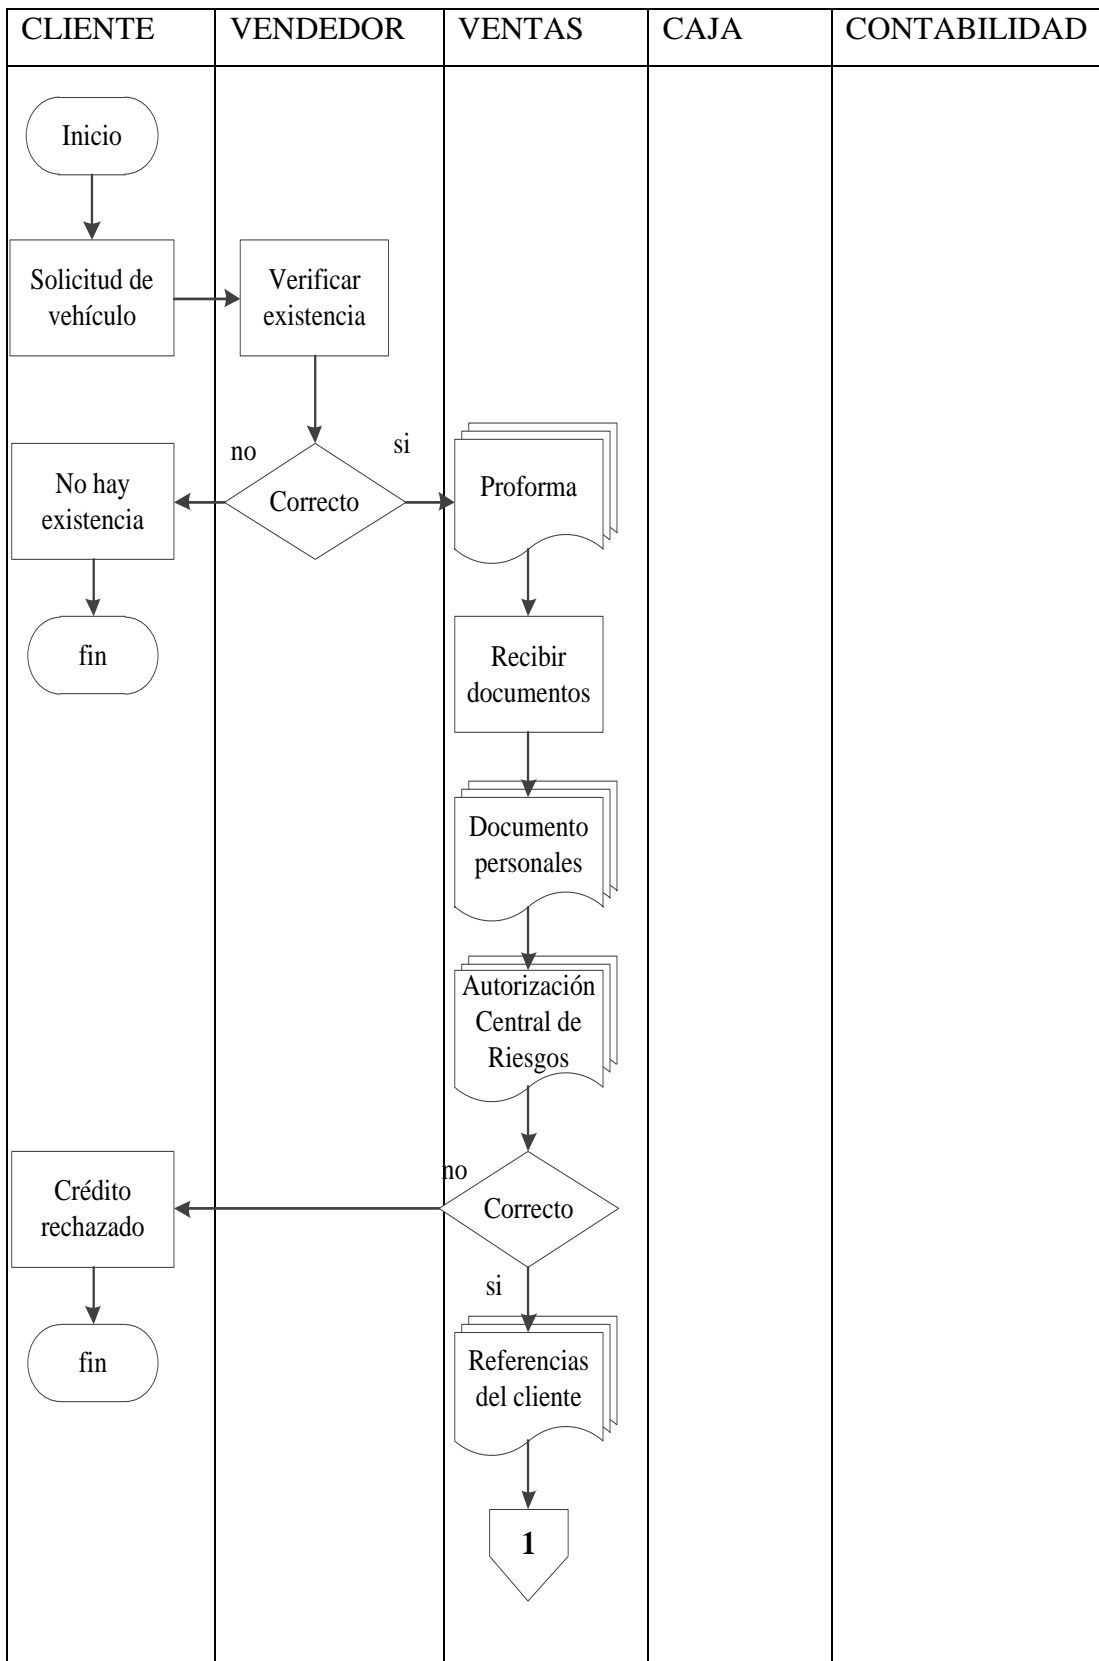 CLIENTE VENDEDOR VENTAS CAJA CONTABILIDAD
Inicio
Solicitud de
vehículo
Verificar
existencia
no
si
No hay
existencia
Correcto
Proforma
fin
Recibir
documentos
Documento
personales
Autorización
Central de
Riesgos
no
Crédito
rechazado
Correcto
si
fin
Referencias
del cliente
1